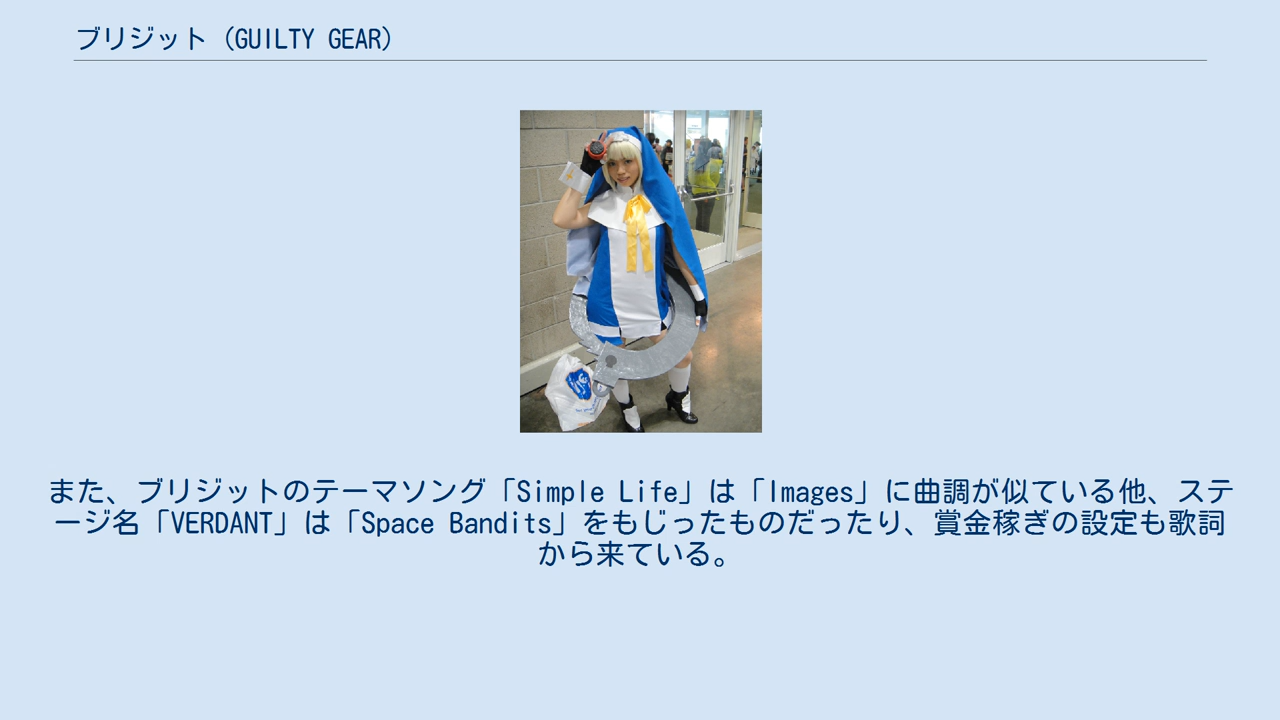 ブリジット（GUILTY GEAR）
また、ブリジットのテーマソング「Simple Life」は「Images」に曲調が似ている他、ステ
ージ名「VERDANT」は「Space Bandits」をもじったものだったり、賞金稼ぎの設定も歌詞
から来ている。